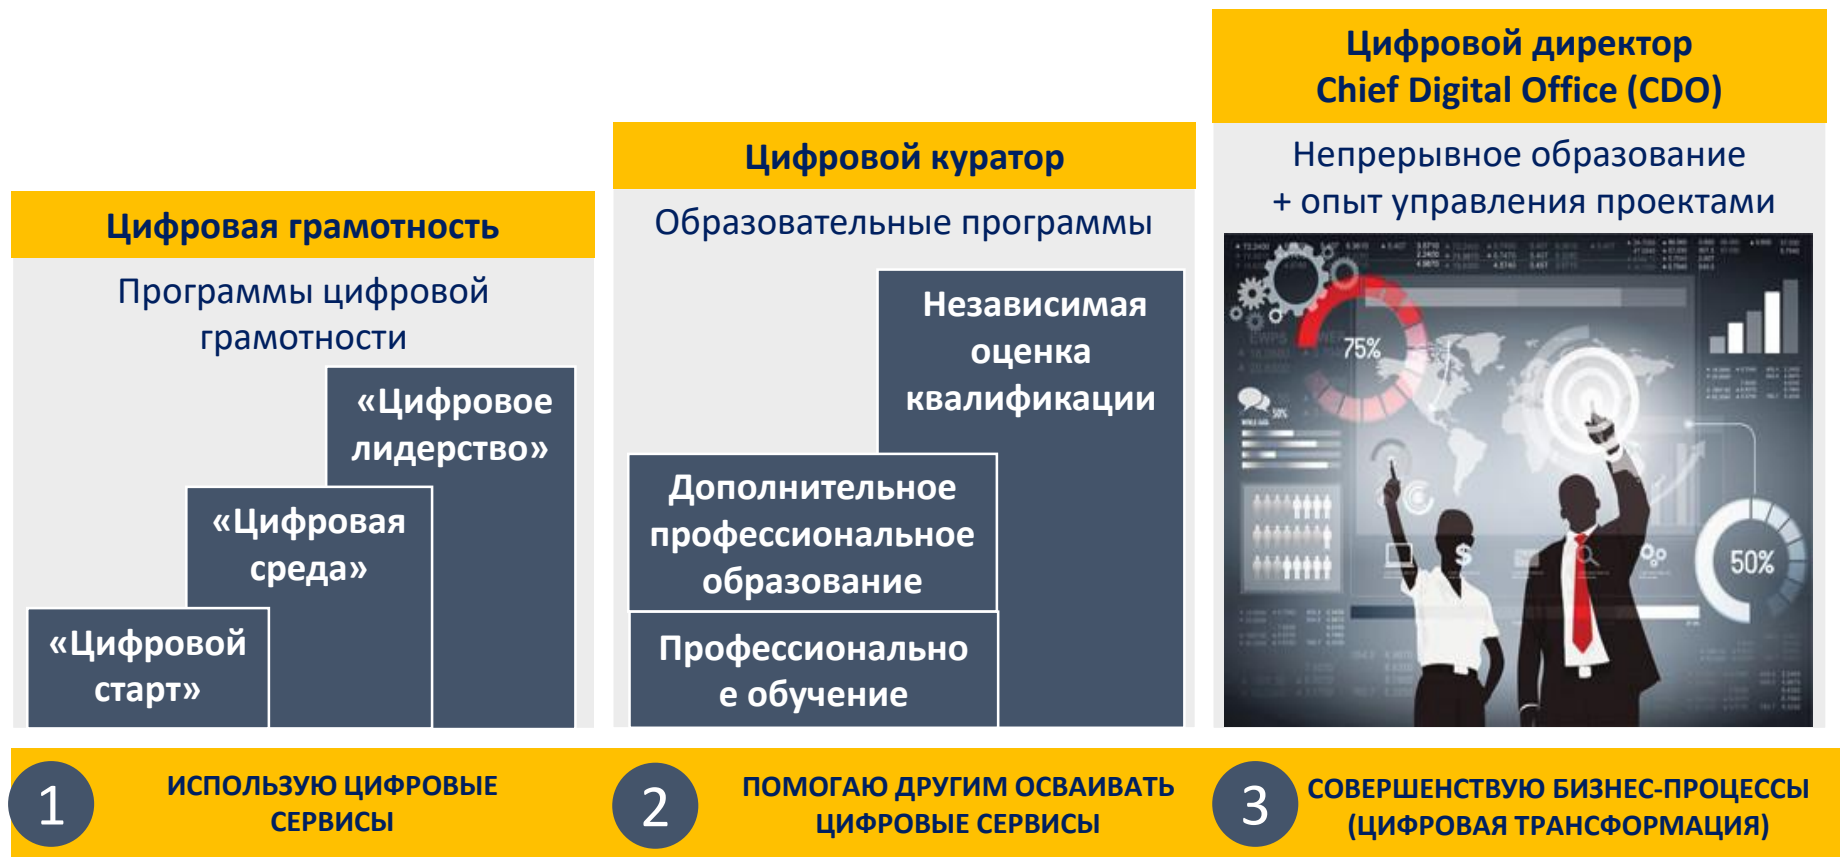 Цифровая грамотность
Программы цифровой
грамотности
«Цифровое
лидерство»
«Цифровая
среда»
«Цифровой
старт»
Цифровой куратор
Образовательные программы
Независимая
оценка
квалификации
Дополнительное
профессиональное
образование
Профессионально
е обучение
Цифровой директор
Chief Digital Office (CDO)
Непрерывное образование
+ опыт управления проектами
75%
50%
50%
1
ИСПОЛЬЗУЮ ЦИФРОВЫЕ
СЕРВИСЫ
2
ПОМОГАЮ ДРУГИМ ОСВАИВАТЬ
ЦИФРОВЫЕ СЕРВИСЫ
3
СОВЕРШЕНСТВУЮ БИЗНЕС-ПРОЦЕССЫ
(ЦИФРОВАЯ ТРАНСФОРМАЦИЯ)